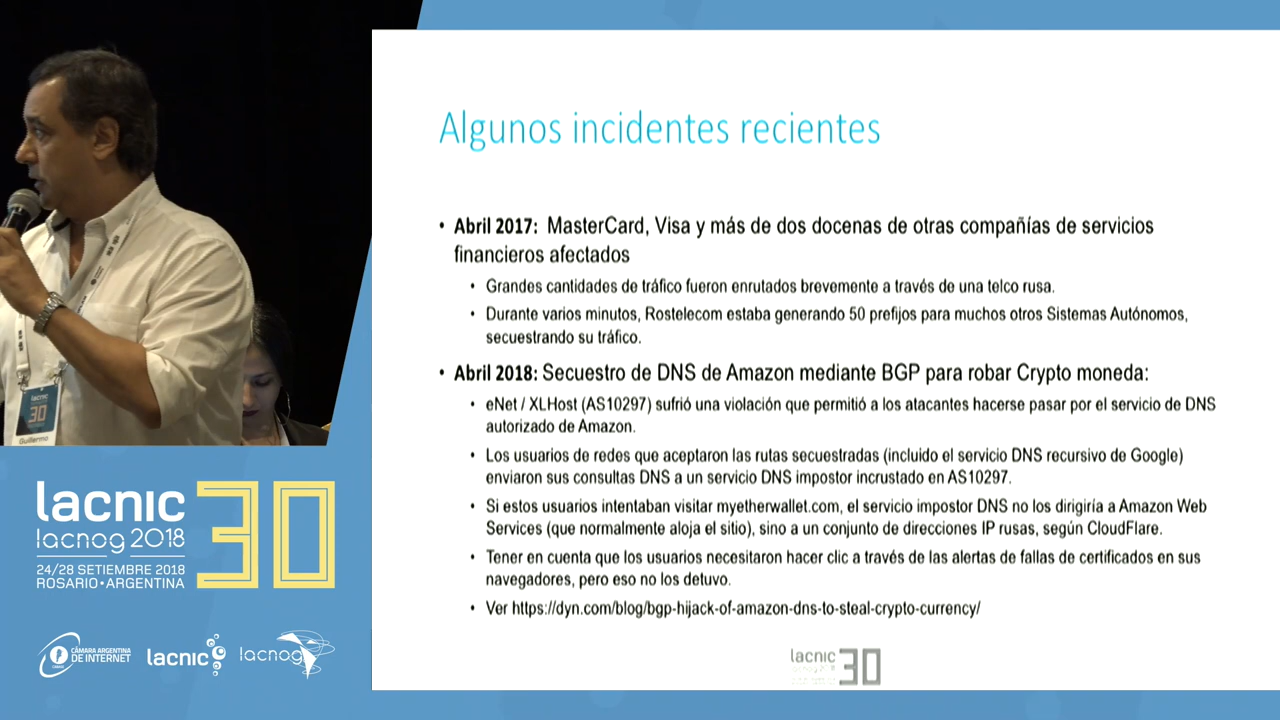 Algunos incidentes recientes
• Abril 2017: MasterCard, Visa y más de dos docenas de otras compañías de servicios
financieros afectados
• Grandes cantidades de tráfico fueron enrutados brevemente a través de una telco rusa.
• Durante varios minutos, Rostelecom estaba generando 50 prefijos para muchos otros Sistemas Autónomos,
secuestrando su tráfico.
• Abril 2018: Secuestro de DNS de Amazon mediante BGP para robar Crypto moneda:
• eNet / XLHost (AS10297) sufrió una violación que permitió a los atacantes hacerse pasar por el servicio de DNS
autorizado de Amazon.
• Los usuarios de redes que aceptaron las rutas secuestradas (incluido el servicio DNS recursivo de Google)
enviaron sus consultas DNS a un servicio DNS impostor incrustado en AS10297.
• Si estos usuarios intentaban visitar myetherwallet.com, el servicio impostor DNS no los dirigiría a Amazon Web
Services (que normalmente aloja el sitio), sino a un conjunto de direcciones IP rusas, según CloudFlare.
• Tener en cuenta que los usuarios necesitaron hacer clic a través de las alertas de fallas de certificados en sus
navegadores, pero eso no los detuvo.
• Ver https://dyn.com/blog/bgp-hijack-of-amazon-dns-to-steal-crypto-currency/
lacnic 30
lacnic
30
Guillermo
lacnic 30
lacnog 2018
24/28 SETIEMBRE 2018
ROSARIO • ARGENTINA
CÁMARA ARGENTINA
DE INTERNET
lacnic
lacnog